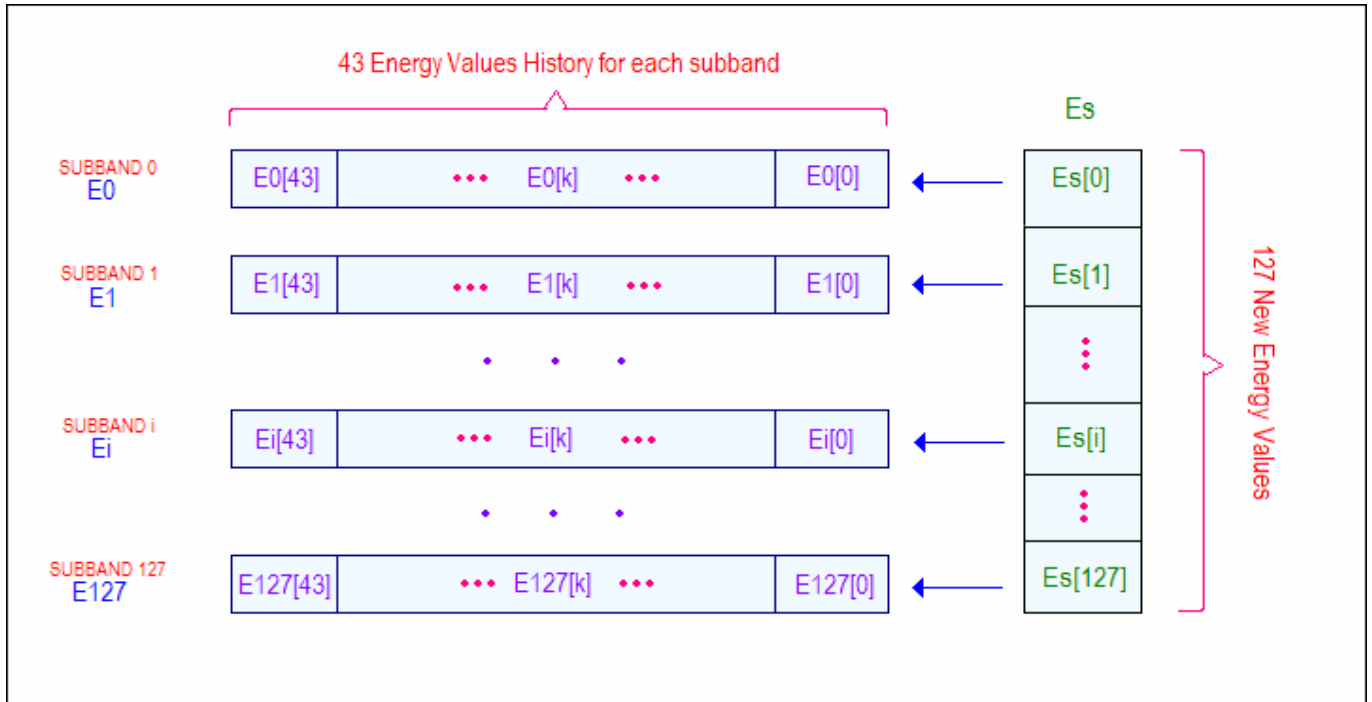 43 Energy Values History for each subband
Es
SUBBAND 0
E0
E0[43] ••• E0[k] ••• E0[0]
Es[0]
SUBBAND 1
E1
E1[43] ••• E1[k] ••• E1[0]
Es[1]
SUBBAND i
Ei
Ei[43] ••• Ei[k] ••• Ei[0]
Es[i]
SUBBAND 127
E127
E127[43] ••• E127[k] ••• E127[0]
Es[127]
127 New Energy Values